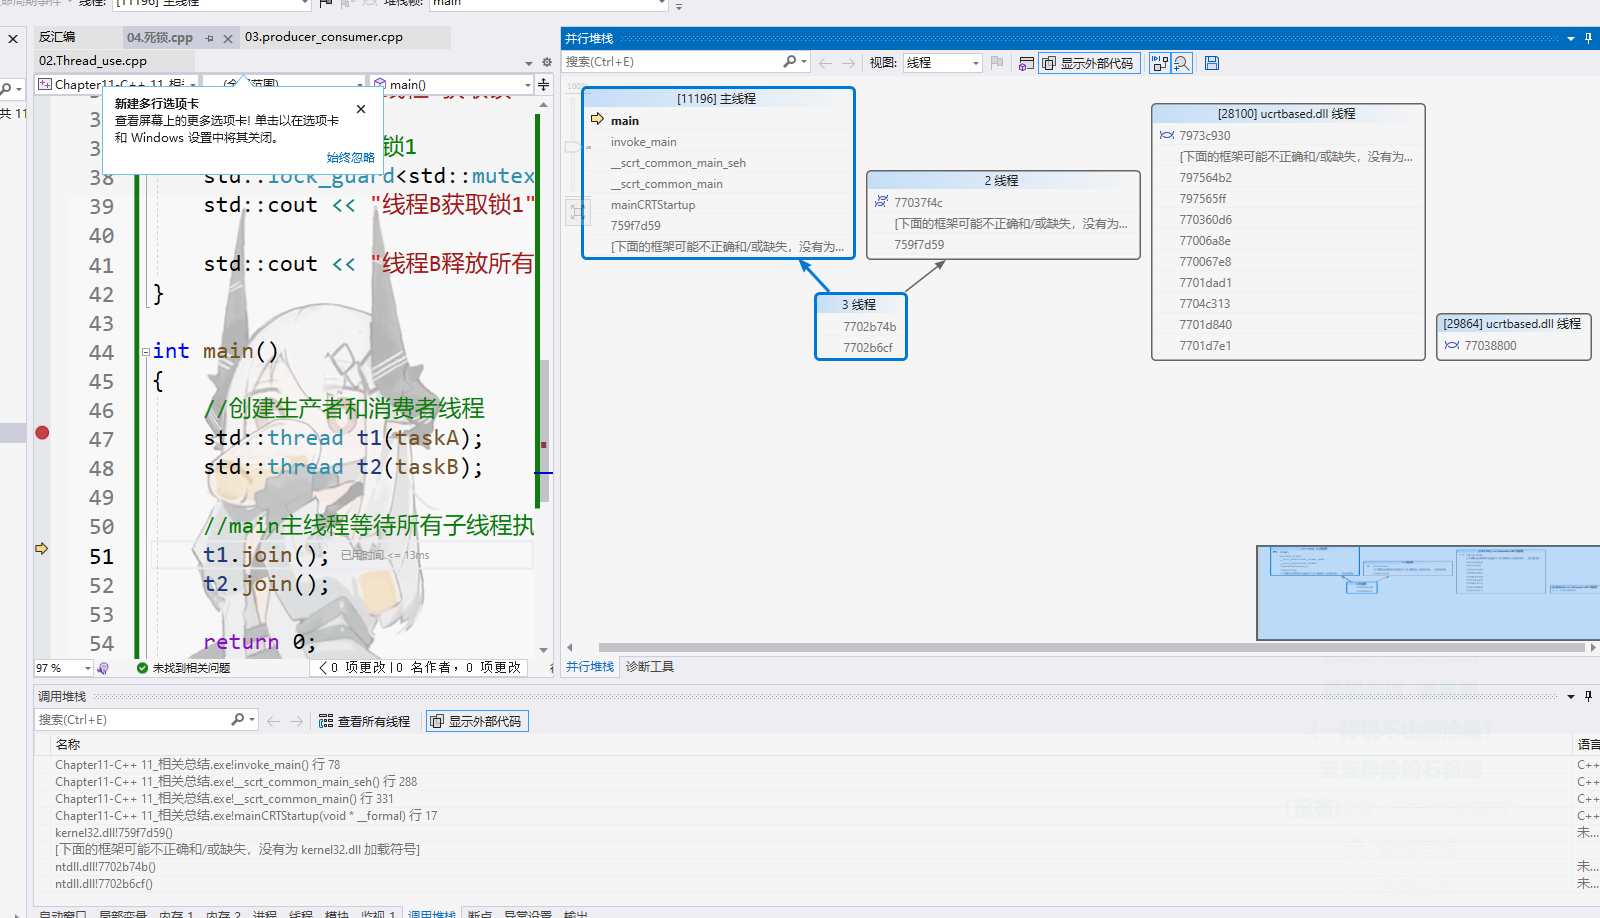 线程: [11196] 主线程 堆栈帧: main
反汇编 04.死锁.cpp 03.producer_consumer.cpp
02.Thread_use.cpp
Chapter11-C++ 11_相 main()
新建多行选项卡
查看屏幕上的更多选项卡! 单击以在选项卡
和 Windows 设置中将其关闭。
始终忽略
共 11
锁1
38 std::lock_guard<std::mutex
39 std::cout << "线程B获取锁1"
40
41 std::cout << "线程B释放所有
42 }
43
44 int main()
45 {
46 //创建生产者和消费者线程
47 std::thread t1(taskA);
48 std::thread t2(taskB);
49
50 //main主线程等待所有子线程执
51 t1.join(); 已用时间 <= 13ms
52 t2.join();
53
54 return 0;
97 % 未找到相关问题 0 项更改|0 名作者，0 项更改
并行堆栈
搜索(Ctrl+E) 视图: 线程 显示外部代码
[11196] 主线程
main
invoke_main
__scrt_common_main_seh
__scrt_common_main
mainCRTStartup
759f7d59
[下面的框架可能不正确和/或缺失，没有为...
2 线程
77037f4c
[下面的框架可能不正确和/或缺失，没有为...
759f7d59
3 线程
7702b74b
7702b6cf
[28100] ucrtbased.dll 线程
7973c930
[下面的框架可能不正确和/或缺失，没有为...
797564b2
797565ff
770360d6
77006a8e
770067e8
7701dad1
7704c313
7701d840
7701d7e1
[29864] ucrtbased.dll 线程
77038800
并行堆栈 诊断工具
调用堆栈
搜索(Ctrl+E) 查看所有线程 显示外部代码
名称 语言
Chapter11-C++ 11_相关总结.exe!invoke_main() 行 78 C++
Chapter11-C++ 11_相关总结.exe!__scrt_common_main_seh() 行 288 C++
Chapter11-C++ 11_相关总结.exe!__scrt_common_main() 行 331 C++
Chapter11-C++ 11_相关总结.exe!mainCRTStartup(void * __formal) 行 17 C++
kernel32.dll!759f7d59() 未...
[下面的框架可能不正确和/或缺失，没有为 kernel32.dll 加载符号]
ntdll.dll!7702b74b() 未...
ntdll.dll!7702b6cf() 未...
自动窗口 局部变量 内存 1 内存 2 进程 线程 模块 监视 1 调用堆栈 断点 异常设置 输出